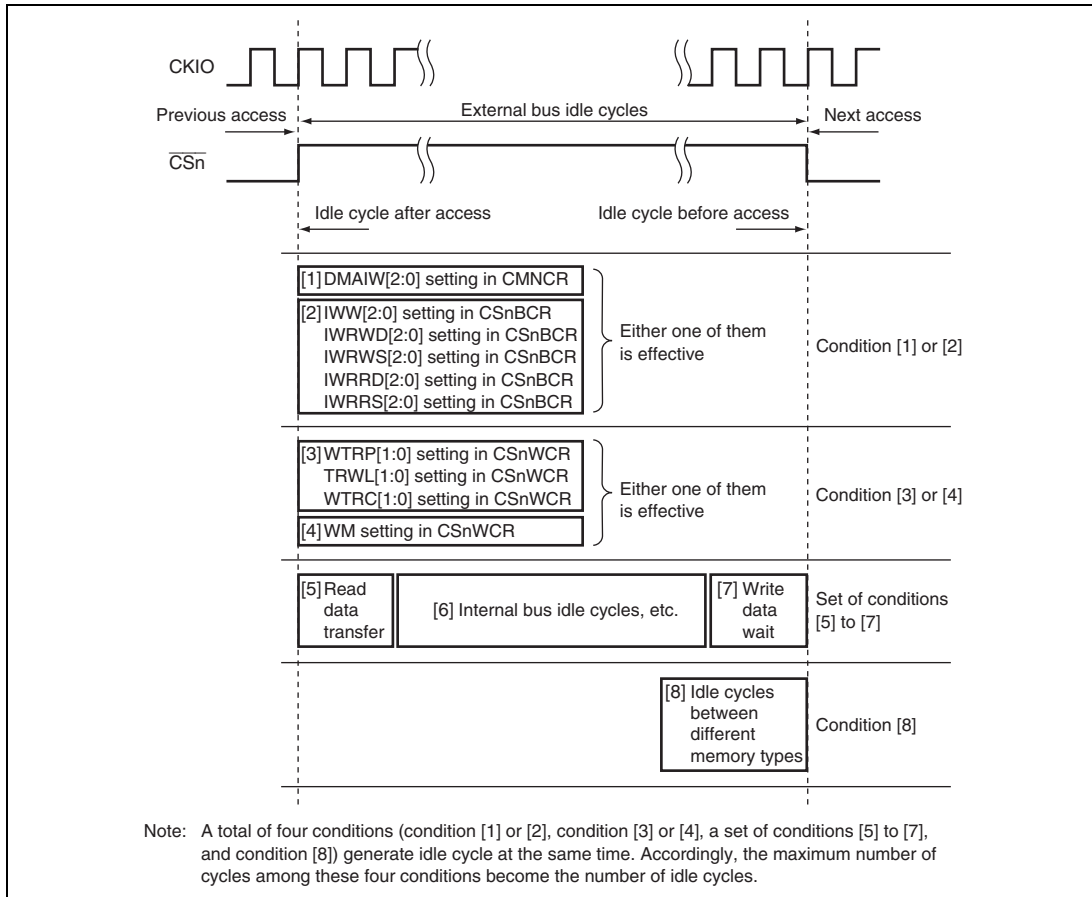 CKIO
Previous access
External bus idle cycles
Next access
CSn
Idle cycle after access
Idle cycle before access
[1] DMAIW[2:0] setting in CMNCR
[2] IWW[2:0] setting in CSnBCR
IWRWD[2:0] setting in CSnBCR
IWRWS[2:0] setting in CSnBCR
IWRRD[2:0] setting in CSnBCR
IWRRS[2:0] setting in CSnBCR
Either one of them
is effective
Condition [1] or [2]
[3] WTRP[1:0] setting in CSnWCR
TRWL[1:0] setting in CSnWCR
WTRC[1:0] setting in CSnWCR
[4] WM setting in CSnWCR
Either one of them
is effective
Condition [3] or [4]
[5] Read
data
transfer
[6] Internal bus idle cycles, etc.
[7] Write
data
wait
Set of conditions
[5] to [7]
[8] Idle cycles
between
different
memory types
Condition [8]
Note: A total of four conditions (condition [1] or [2], condition [3] or [4], a set of conditions [5] to [7],
and condition [8]) generate idle cycle at the same time. Accordingly, the maximum number of
cycles among these four conditions become the number of idle cycles.